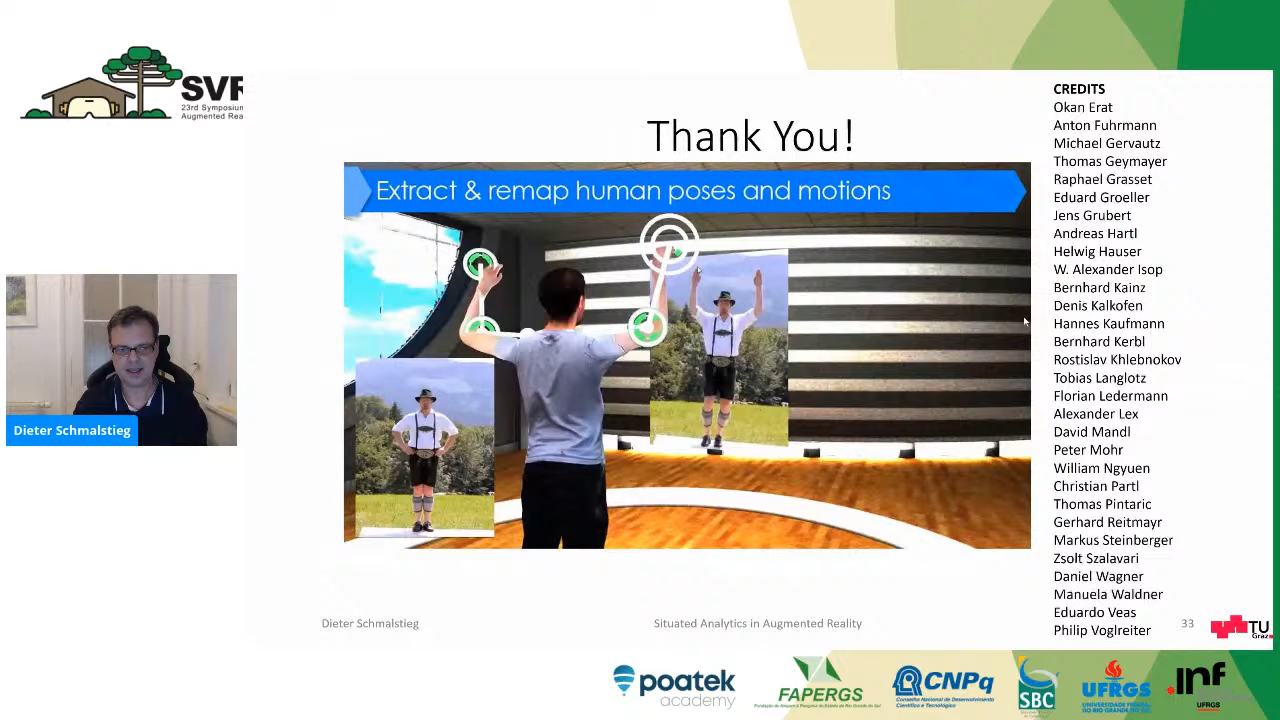 SVR
23rd Symposium
Augmented Rea
Thank You!
Extract & remap human poses and motions
Dieter Schmalstieg
CREDITS
Okan Erat
Anton Fuhrmann
Michael Gervautz
Thomas Geymayer
Raphael Grasset
Eduard Groeller
Jens Grubert
Andreas Hartl
Helwig Hauser
W. Alexander Isop
Bernhard Kainz
Denis Kalkofen
Hannes Kaufmann
Bernhard Kerbl
Rostislav Khlebnokov
Tobias Langlotz
Florian Ledermann
Alexander Lex
David Mandl
Peter Mohr
William Ngyuen
Christian Partl
Thomas Pintaric
Gerhard Reitmayr
Markus Steinberger
Zsolt Szalavari
Daniel Wagner
Manuela Waldner
Eduardo Veas
Philip Voglreiter
Dieter Schmalstieg
Situated Analytics in Augmented Reality
33
TU
Graz
poatek
academy
FAPERGS
Fundação de Amparo à Pesquisa do Estado do Rio Grande do Sul
CNPq
Conselho Nacional de Desenvolvimento
Científico e Tecnológico
SBC
UFRGS
UNIVERSIDADE FEDERAL
DO RIO GRANDE DO SUL
inf
UFRGS